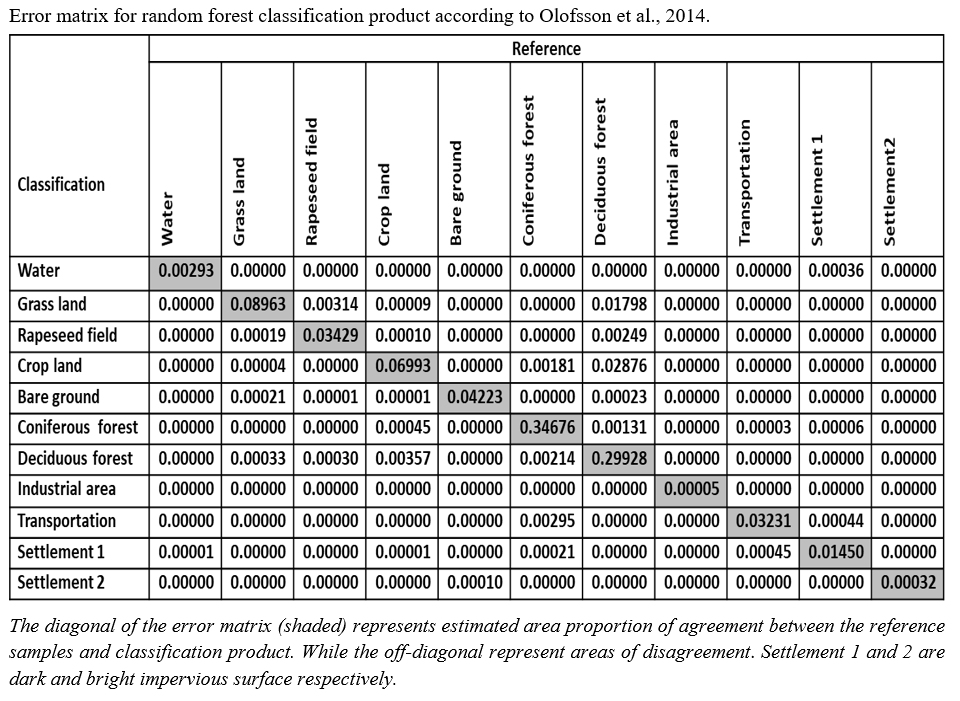 Error matrix for random forest classification product according to Olofsson et al., 2014.
Classification Reference
Water Grass land Rapeseed field Crop land Bare ground Coniferous forest Deciduous forest Industrial area Transportation Settlement 1 Settlement2
Water 0.00293 0.00000 0.00000 0.00000 0.00000 0.00000 0.00000 0.00000 0.00000 0.00036 0.00000
Grass land 0.00000 0.08963 0.00314 0.00009 0.00000 0.00000 0.01798 0.00000 0.00000 0.00000 0.00000
Rapeseed field 0.00000 0.00019 0.03429 0.00010 0.00000 0.00000 0.00249 0.00000 0.00000 0.00000 0.00000
Crop land 0.00000 0.00004 0.00000 0.06993 0.00000 0.00181 0.02876 0.00000 0.00000 0.00000 0.00000
Bare ground 0.00000 0.00021 0.00001 0.00001 0.04223 0.00000 0.00023 0.00000 0.00000 0.00000 0.00000
Coniferous forest 0.00000 0.00000 0.00000 0.00045 0.00000 0.34676 0.00131 0.00000 0.00003 0.00006 0.00000
Deciduous forest 0.00000 0.00033 0.00030 0.00357 0.00000 0.00214 0.29928 0.00000 0.00000 0.00000 0.00000
Industrial area 0.00000 0.00000 0.00000 0.00000 0.00000 0.00000 0.00000 0.00005 0.00000 0.00000 0.00000
Transportation 0.00000 0.00000 0.00000 0.00000 0.00000 0.00295 0.00000 0.00000 0.03231 0.00044 0.00000
Settlement 1 0.00001 0.00000 0.00000 0.00001 0.00000 0.00021 0.00000 0.00000 0.00045 0.01450 0.00000
Settlement 2 0.00000 0.00000 0.00000 0.00000 0.00010 0.00000 0.00000 0.00000 0.00000 0.00000 0.00032
The diagonal of the error matrix (shaded) represents estimated area proportion of agreement between the reference
samples and classification product. While the off-diagonal represent areas of disagreement. Settlement 1 and 2 are
dark and bright impervious surface respectively.